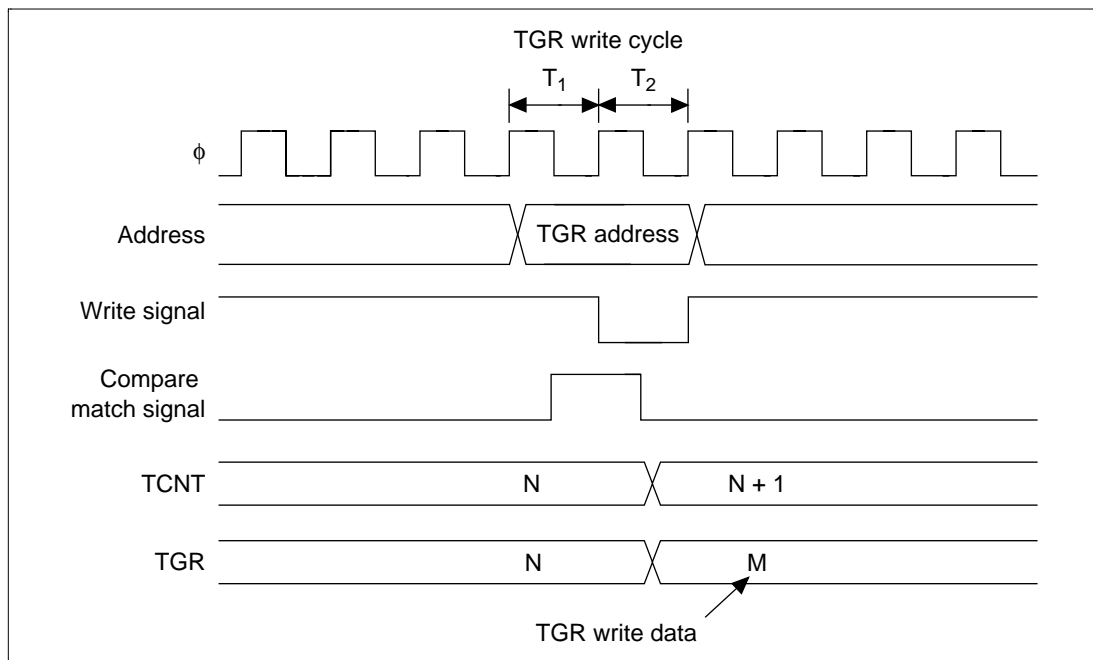 TGR write cycle
T1 T2
ϕ
Address TGR address
Write signal
Compare
match signal
TCNT N N + 1
TGR N M
TGR write data